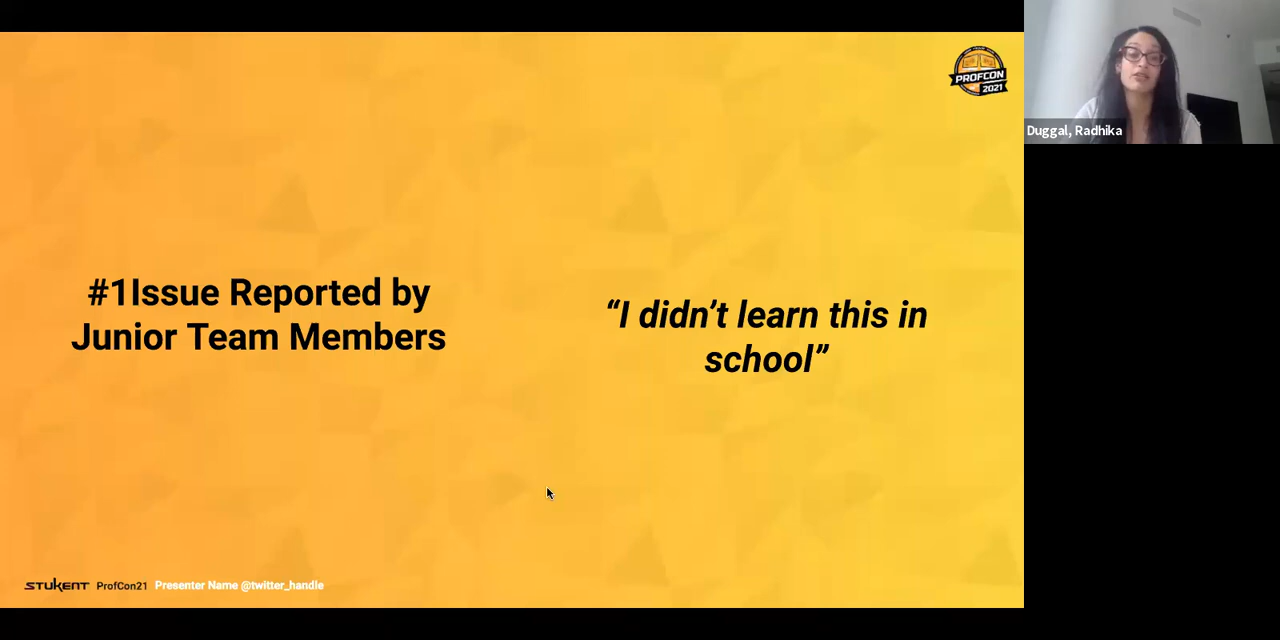 PROFCON
2021
Duggal, Radhika
#1Issue Reported by
Junior Team Members
“I didn’t learn this in
school”
STUKENT ProfCon21 Presenter Name @twitter_handle